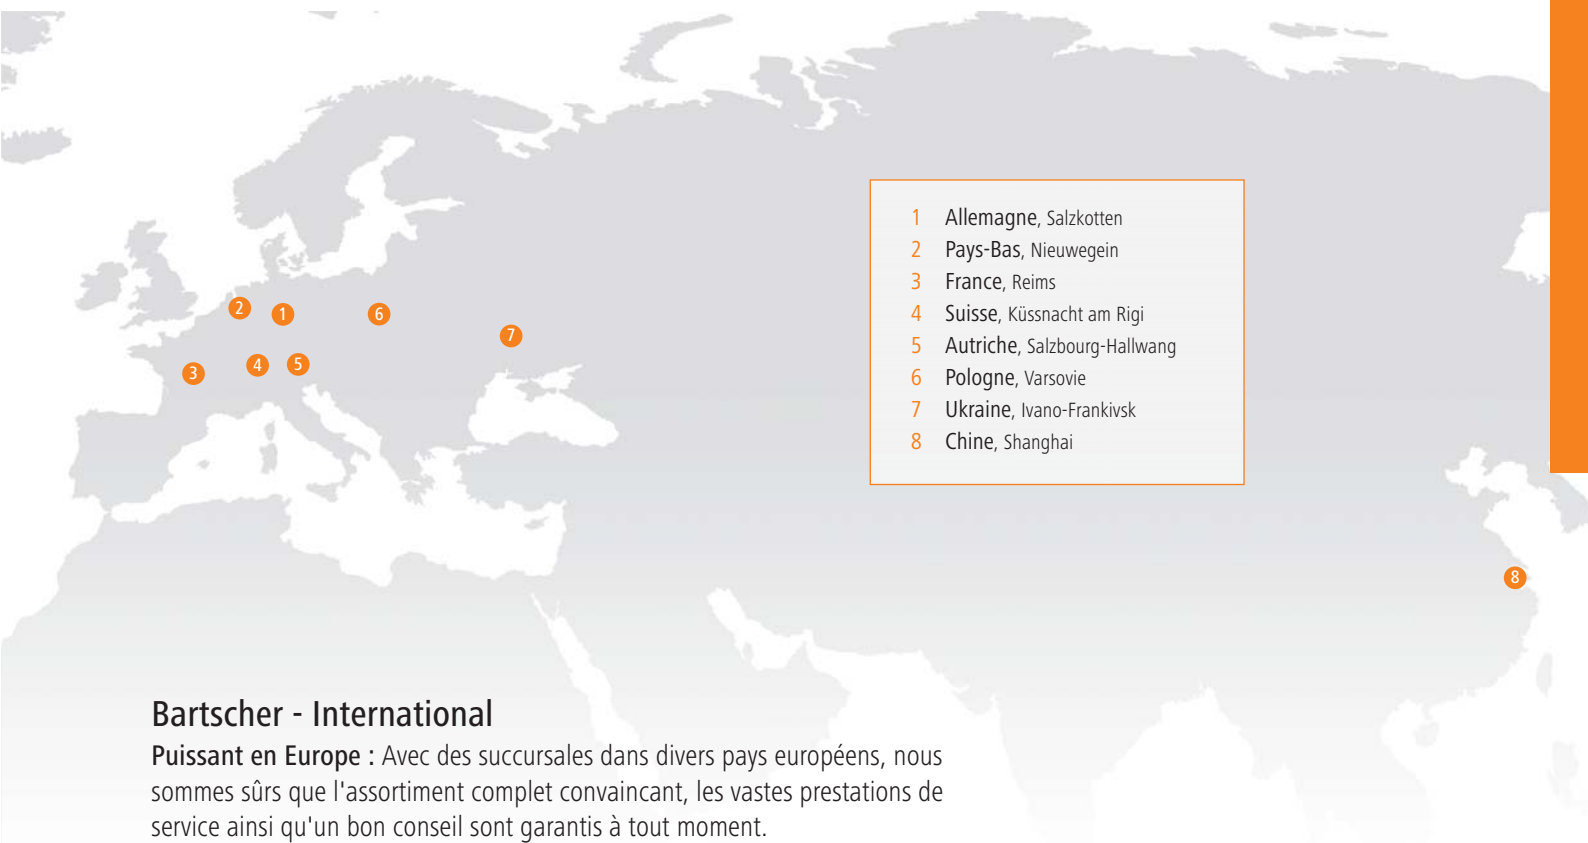 1 Allemagne, Salzkotten
2 Pays-Bas, Nieuwegein
3 France, Reims
4 Suisse, Küssnacht am Rigi
5 Autriche, Salzbourg-Hallwang
6 Pologne, Varsovie
7 Ukraine, Ivano-Frankivsk
8 Chine, Shanghai
2
1
6
7
3
4
5
8
Bartscher - International
Puissant en Europe : Avec des succursales dans divers pays européens, nous
sommes sûrs que l'assortiment complet convaincant, les vastes prestations de
service ainsi qu'un bon conseil sont garantis à tout moment.